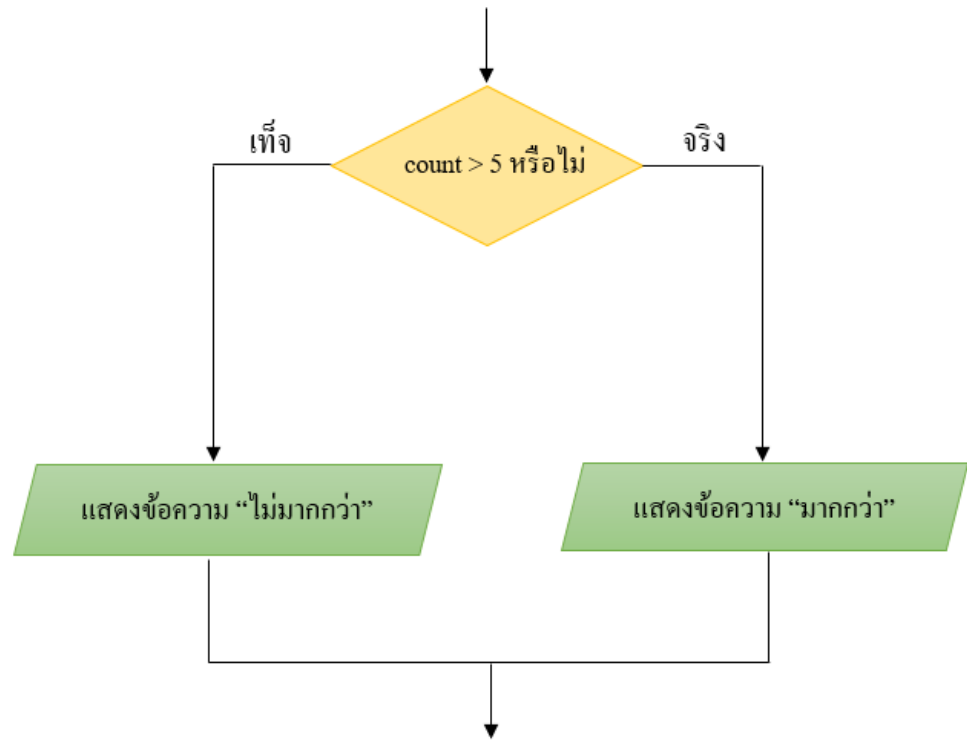 เท็จ
จริง
count > 5 หรือไม่
แสดงข้อความ “ไม่มากกว่า”
แสดงข้อความ “มากกว่า”